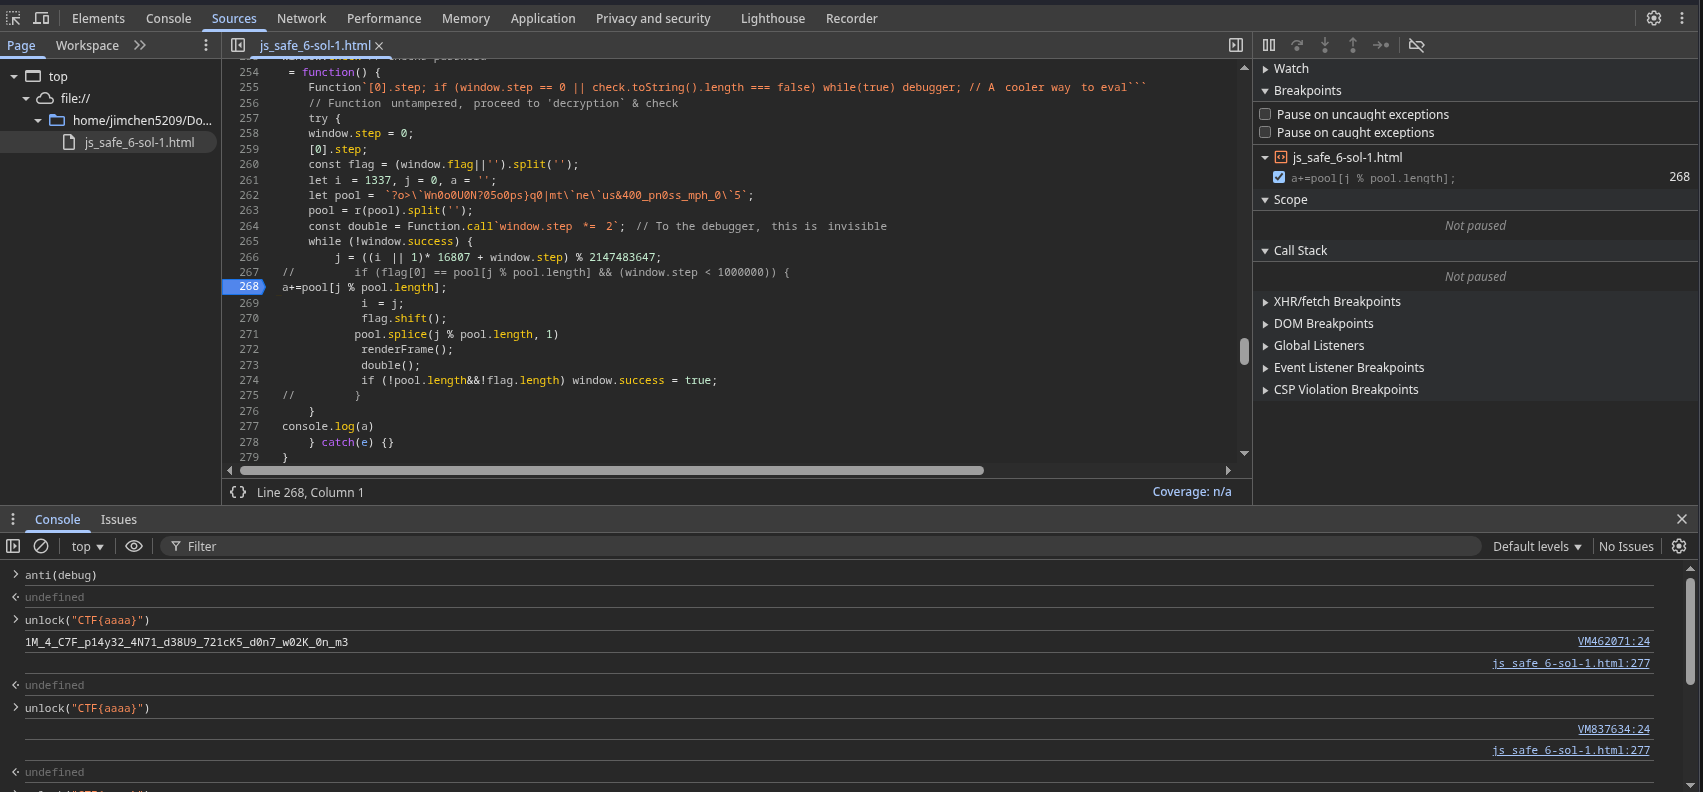 Elements Console Sources Network Performance Memory Application Privacy and security Lighthouse Recorder
Page Workspace
js_safe_6-sol-1.html
top
file://
home/jimchen5209/Do...
js_safe_6-sol-1.html
254 = function() {
255 Function`[0].step; if (window.step == 0 || check.toString().length === false) while(true) debugger; // A cooler way to eval```
256 // Function untampered, proceed to 'decryption` & check
257 try {
258 window.step = 0;
259 [0].step;
260 const flag = (window.flag||'').split('');
261 let i = 1337, j = 0, a = '';
262 let pool = `?o>\`Wn0o0U0N?05o0ps}q0|mt\`ne\`us&400_pn0ss_mph_0\`5`;
263 pool = r(pool).split('');
264 const double = Function.call`window.step *= 2`; // To the debugger, this is invisible
265 while (!window.success) {
266 j = ((i || 1)* 16807 + window.step) % 2147483647;
267 // if (flag[0] == pool[j % pool.length] && (window.step < 1000000)) {
268 a+=pool[j % pool.length];
269 i = j;
270 flag.shift();
271 pool.splice(j % pool.length, 1)
272 renderFrame();
273 double();
274 if (!pool.length&&!flag.length) window.success = true;
275 // }
276 }
277 console.log(a)
278 } catch(e) {}
279 }
{} Line 268, Column 1
Coverage: n/a
Watch
Breakpoints
Pause on uncaught exceptions
Pause on caught exceptions
js_safe_6-sol-1.html
a+=pool[j % pool.length]; 268
Scope
Not paused
Call Stack
Not paused
XHR/fetch Breakpoints
DOM Breakpoints
Global Listeners
Event Listener Breakpoints
CSP Violation Breakpoints
Console Issues
top Filter Default levels No Issues
anti(debug)
undefined
unlock("CTF{aaaa}")
1M_4_C7F_p14y32_4N71_d38U9_721cK5_d0n7_w02K_0n_m3 VM462071:24
js_safe_6-sol-1.html:277
undefined
unlock("CTF{aaaa}")
VM837634:24
js_safe_6-sol-1.html:277
undefined